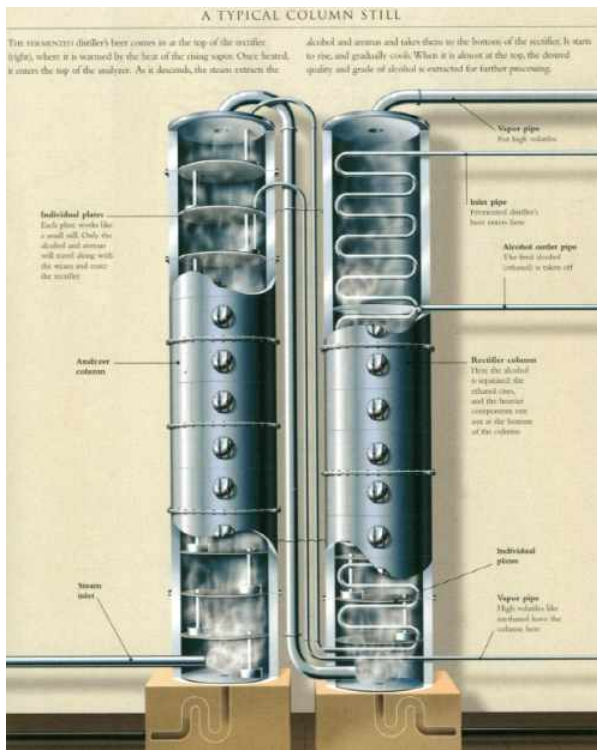 A TYPICAL COLUMN STILL
THE FERMENTED distiller's beer comes in at the top of the rectifier
(right), where it is warmed by the heat of the rising vapor. Once heated,
it enters the top of the analyzer. As it descends, the steam extracts the
alcohol and aromas and takes them to the bottom of the rectifier. It starts
to rise, and gradually cools. When it is almost at the top, the desired
quality and grade of alcohol is extracted for further processing.
Individual plates
Each plate works like
a small still. Only the
alcohol and aromas
will travel along with
the steam and enter
the rectifier
Analyzer
column
Steam
inlet
Vapor pipe
For high volatiles
Inlet pipe
Fermented distiller's
beer enters here
Alcohol outlet pipe
The final alcohol
(ethanol) is taken off
Rectifier column
Here the alcohol
is separated: the
ethanol rises,
and the heavier
components run
out at the bottom
of the column
Individual
plates
Vapor pipe
High volatiles like
methanol leave the
column here